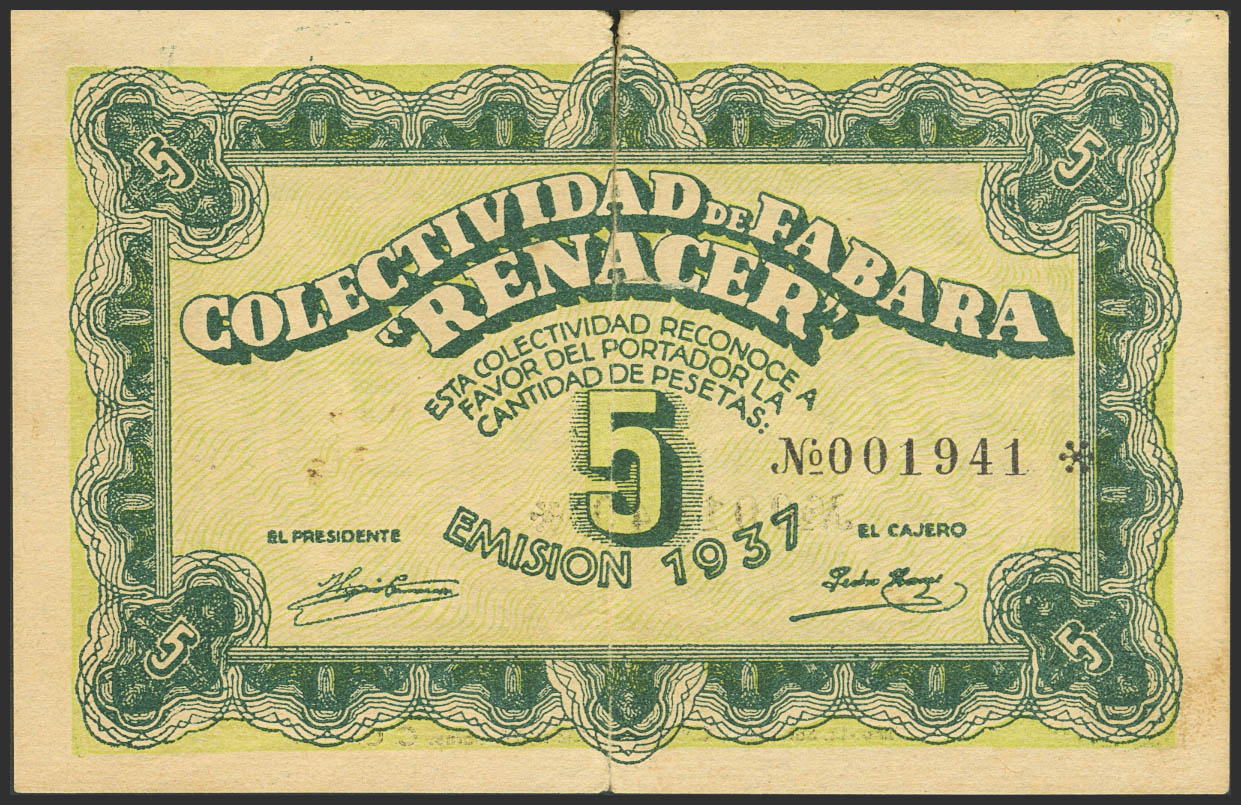 5 5
COLECTIVIDAD DE FABARA
"RENACER"
ESTA COLECTIVIDAD RECONOCE A
FAVOR DEL PORTADOR LA
CANTIDAD DE PESETAS:
5
№001941 *
EMISION 1937
EL PRESIDENTE EL CAJERO
Pedro
5 5